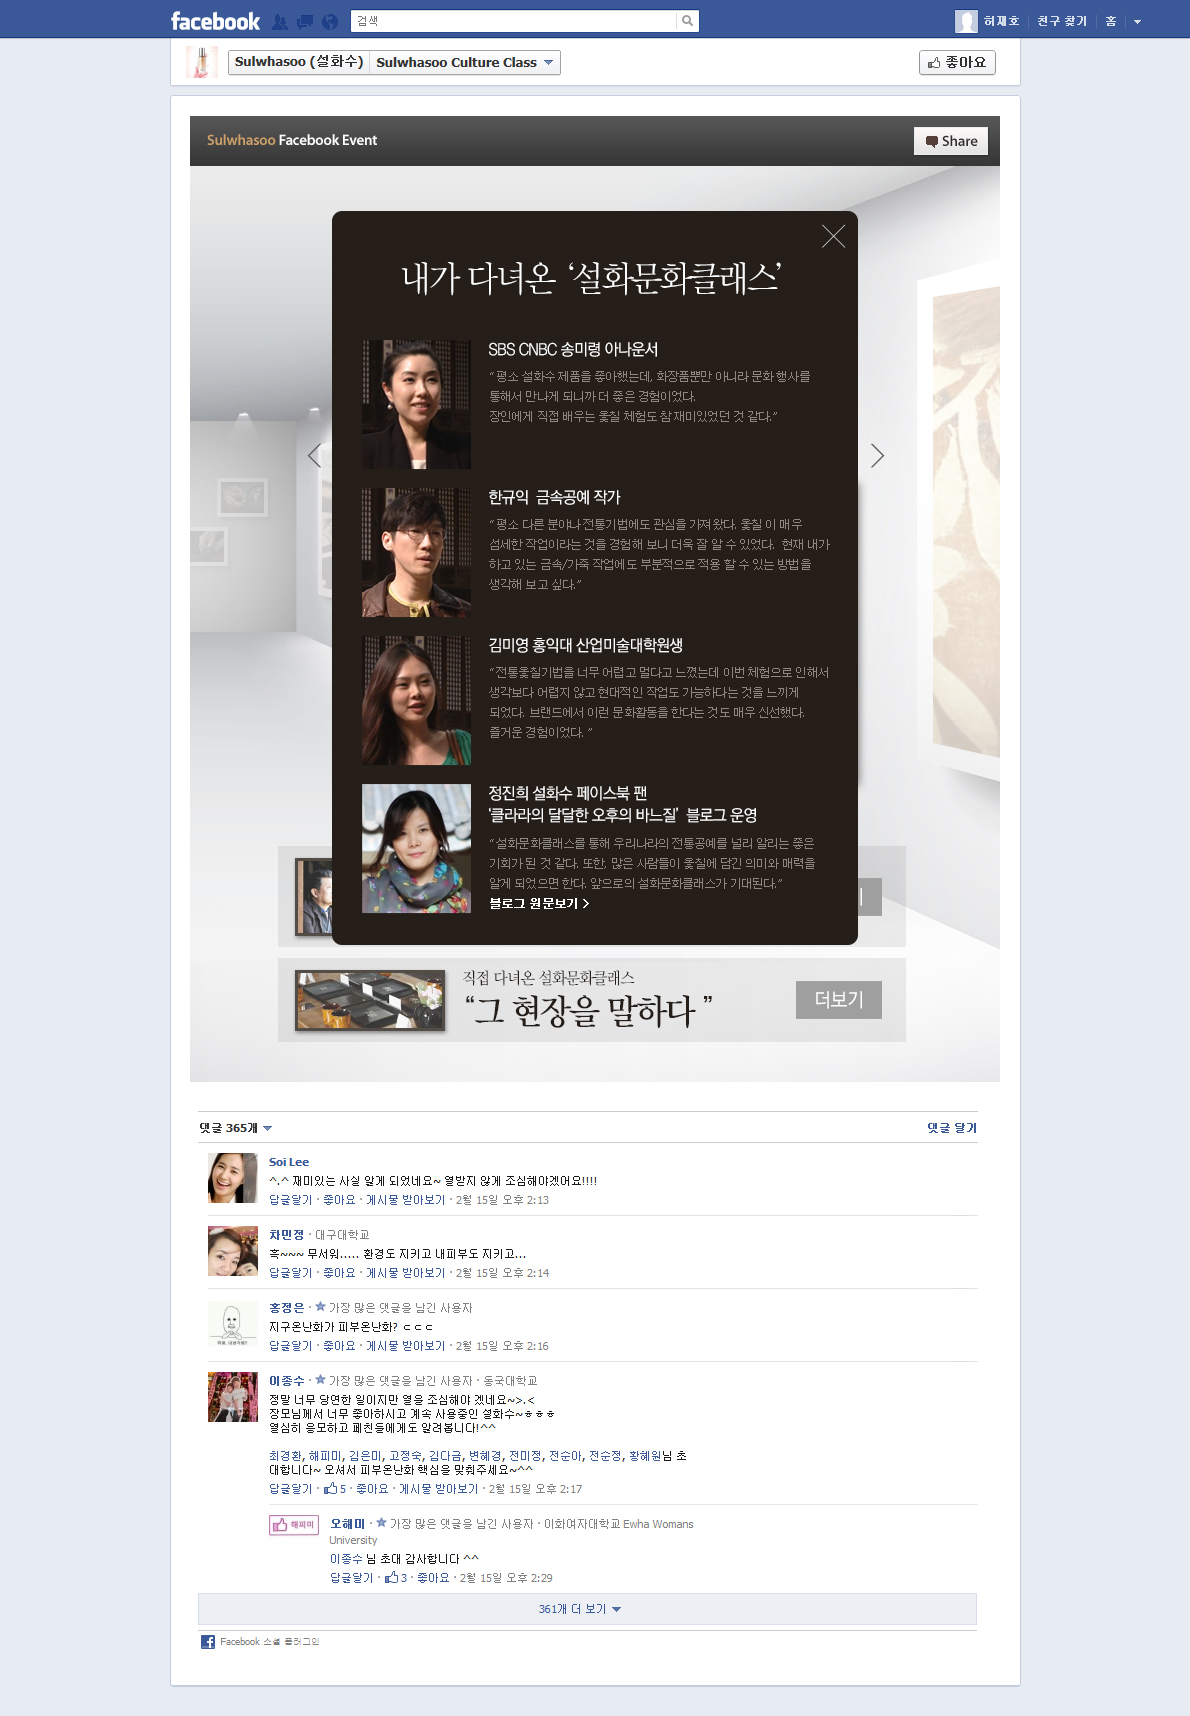 facebook
검색
허재호
친구 찾기
홈
Sulwhasoo (설화수)
Sulwhasoo Culture Class
좋아요
Sulwhasoo Facebook Event
Share
내가 다녀온 ‘설화문화클래스’
SBS CNBC 송미령 아나운서
“ 평소 설화수 제품을 좋아했는데, 화장품뿐만 아니라 문화 행사를
통해서 만나게 되니까 더 좋은 경험이었다.
장인에게 직접 배우는 옻칠 체험도 참 재미있었던 것 같다.”
한규익 금속공예 작가
“ 평소 다른 분야나 전통기법에도 관심을 가져 왔다. 옻칠 이 매우
섬세한 작업이라는 것을 경험해 보니 더욱 잘 알 수 있었다. 현재 내가
하고 있는 금속/가죽 작업에도 부분적으로 적용 할 수 있는 방법을
생각해 보고 싶다.”
김미영 홍익대 산업미술대학원생
“전통옻칠기법을 너무 어렵고 멀다고 느꼈는데 이번 체험으로 인해서
생각보다 어렵지 않고 현대적인 작업도 가능하다는 것을 느끼게
되었다. 브랜드에서 이런 문화활동을 한다는 것도 매우 신선했다.
즐거운 경험이었다. ”
정진희 설화수 페이스북 팬
‘클라라의 달달한 오후의 바느질’ 블로그 운영
“설화문화클래스를 통해 우리나라의 전통공예를 널리 알리는 좋은
기회가 된 것 같다. 또한, 많은 사람들이 옻칠에 담긴 의미와 매력을
알게 되었으면 한다. 앞으로의 설화문화클래스가 기대된다.”
블로그 원문보기 >
직접 다녀온 설화문화클래스
“그 현장을 말하다 ”
더보기
댓글 365개
댓글 달기
Soi Lee
^.^ 재미있는 사실 알게 되었네요~ 열받지 않게 조심해야겠어요!!!!
답글달기 · 좋아요 · 게시물 받아보기 · 2월 15일 오후 2:13
차민정 · 대구대학교
혹~~~ 무서워..... 환경도 지키고 내피부도 지키고...
답글달기 · 좋아요 · 게시물 받아보기 · 2월 15일 오후 2:14
홍정은 · 가장 많은 댓글을 남긴 사용자
지구온난화가 피부온난화? ㄷㄷㄷ
답글달기 · 좋아요 · 게시물 받아보기 · 2월 15일 오후 2:16
이종수 · 가장 많은 댓글을 남긴 사용자 · 동국대학교
정말 너무 당연한 일이지만 열을 조심해야 겠네요~>.<
장모님께서 너무 좋아하시고 계속 사용중인 설화수~ㅎㅎㅎ
열심히 응모하고 페친들에게도 알려봅니다!^^
최경환, 해피미, 김은미, 고정숙, 김다금, 변혜경, 전미정, 전순아, 전순정, 황혜원님 초
대합니다~ 오셔서 피부온난화 핵심을 맞춰주세요~^^
답글달기 · 5 · 좋아요 · 게시물 받아보기 · 2월 15일 오후 2:17
해피미
오해미 · 가장 많은 댓글을 남긴 사용자 · 이화여자대학교 Ewha Womans
University
이종수 님 초대 감사합니다 ^^
답글달기 · 3 · 좋아요 · 2월 15일 오후 2:29
361개 더 보기
Facebook 소셜 플러그인